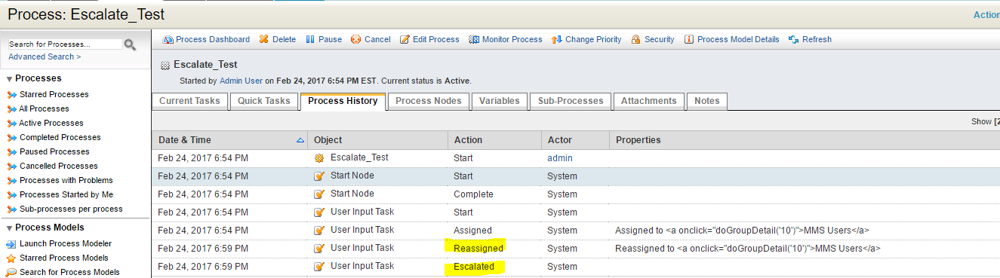 Process: Escalate_Test
Action
Search for Processes...
Advanced Search >
Processes
Starred Processes
All Processes
Active Processes
Completed Processes
Paused Processes
Cancelled Processes
Processes with Problems
Processes Started by Me
Sub-processes per process
Process Models
Launch Process Modeler
Starred Process Models
Search for Process Models
Process Dashboard Delete Pause Cancel Edit Process Monitor Process Change Priority Security Process Model Details Refresh
Escalate_Test
Started by Admin User on Feb 24, 2017 6:54 PM EST. Current status is Active.
Current Tasks Quick Tasks Process History Process Nodes Variables Sub-Processes Attachments Notes
Show [2
Date & Time Object Action Actor Properties
Feb 24, 2017 6:54 PM Escalate_Test Start admin
Feb 24, 2017 6:54 PM Start Node Start System
Feb 24, 2017 6:54 PM Start Node Complete System
Feb 24, 2017 6:54 PM User Input Task Start System
Feb 24, 2017 6:54 PM User Input Task Assigned System Assigned to <a onclick="doGroupDetail('10')">MMS Users</a>
Feb 24, 2017 6:59 PM User Input Task Reassigned System Reassigned to <a onclick="doGroupDetail('10')">MMS Users</a>
Feb 24, 2017 6:59 PM User Input Task Escalated System